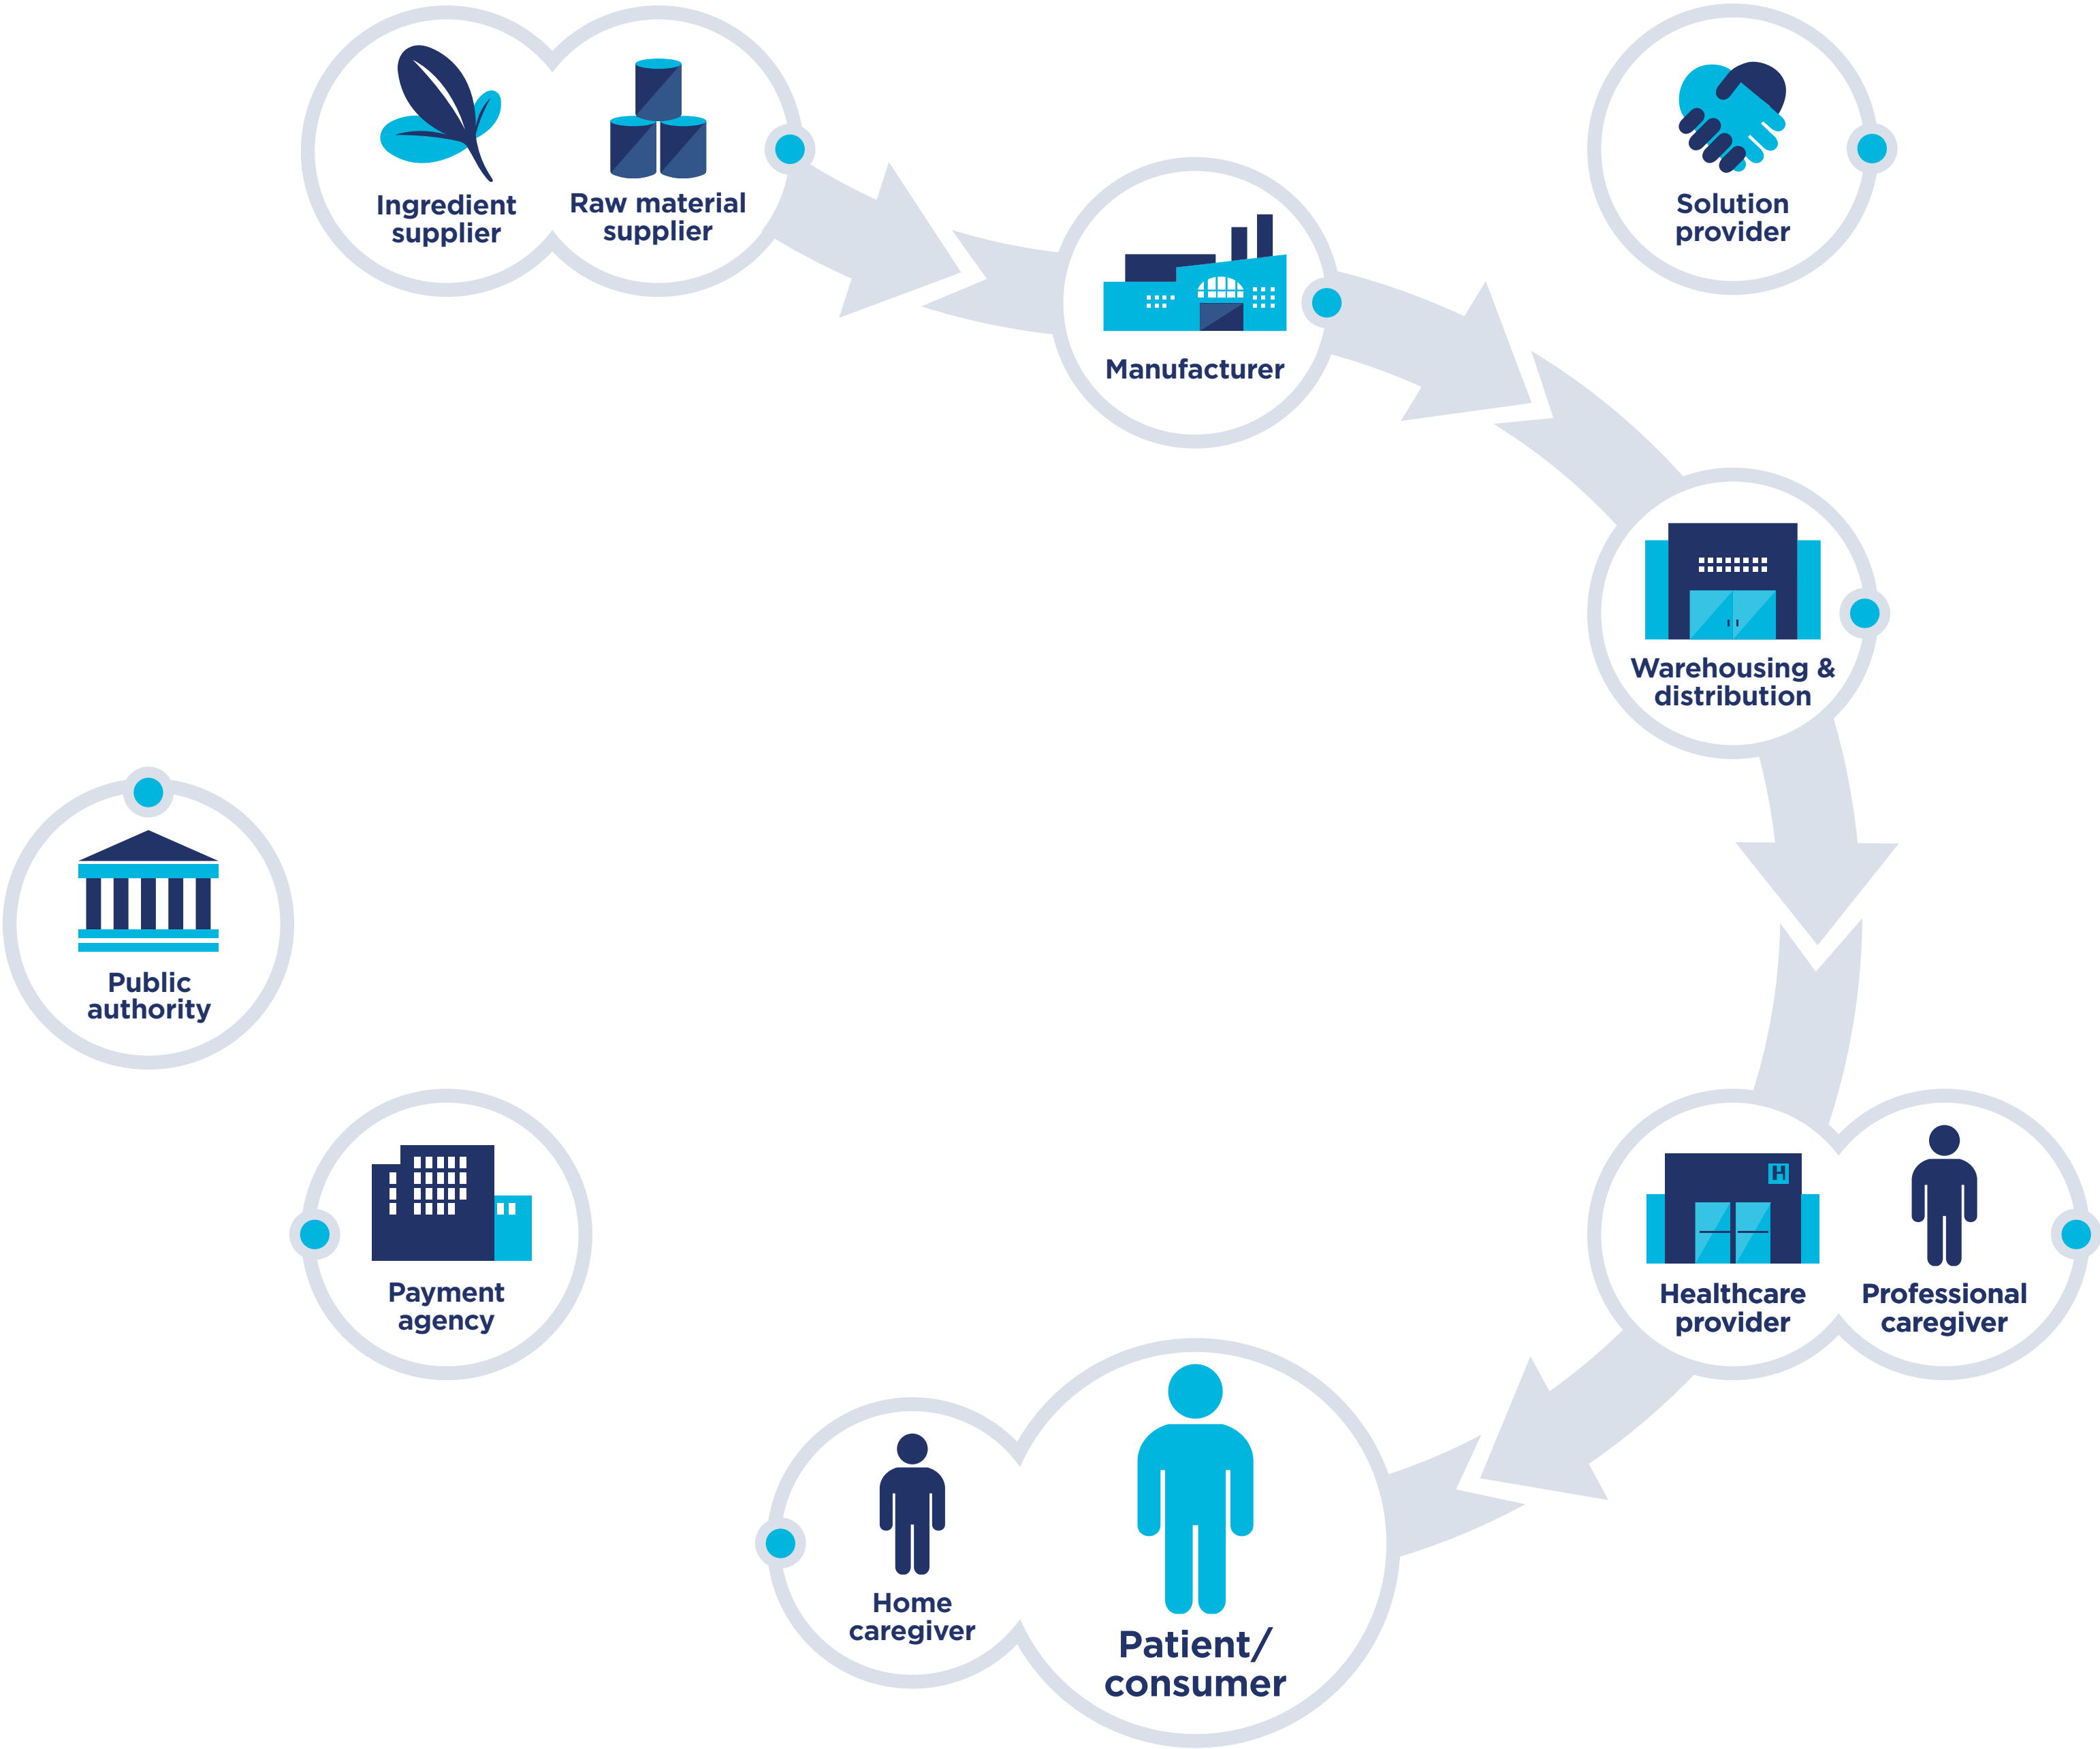 Ingredient
supplier
Raw material
supplier
Solution
provider
Manufacturer
Warehousing &
distribution
Public
authority
Payment
agency
H
Healthcare
provider
Professional
caregiver
Home
caregiver
Patient/
consumer